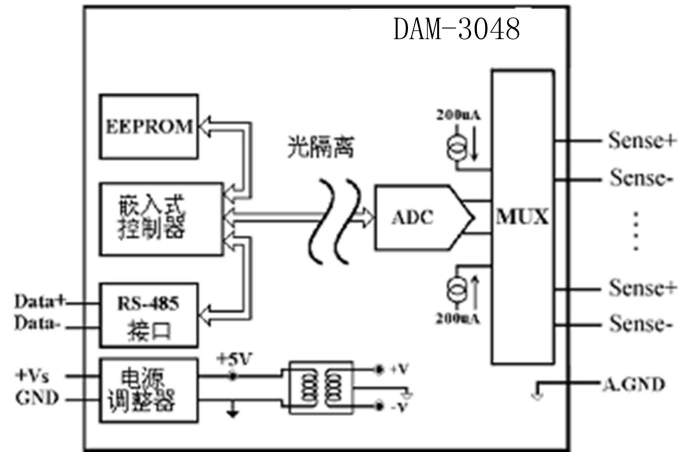 DAM-3048
EEPROM
光隔离
200uA
Sense+
Sense-
嵌入式
控制器
ADC
MUX
Data+
Data-
RS-485
接口
200uA
Sense+
Sense-
+Vs
GND
电源
调整器
+5V
+V
-V
A.GND